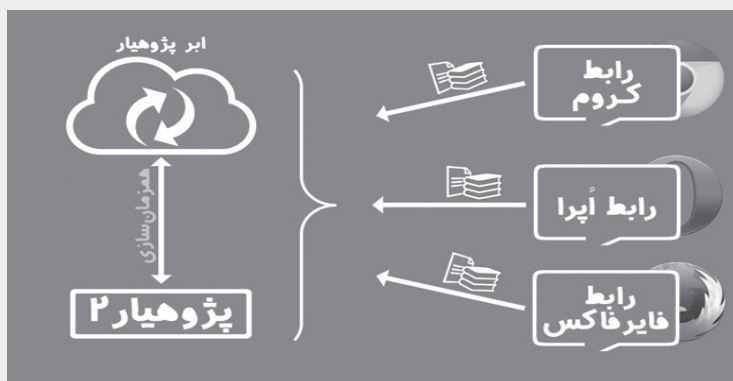 ابر پژوهیار
همزمان‌سازی
پژوهیار۲
رابط
کروم
رابط اُپرا
رابط
فایرفاکس